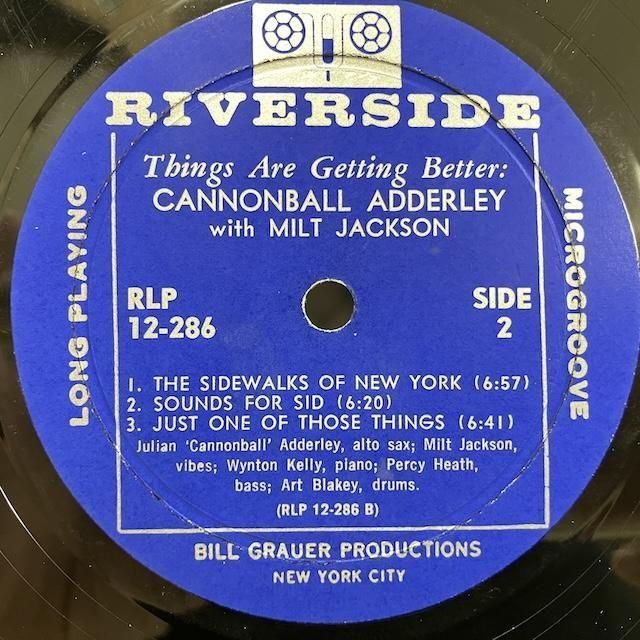 RIVERSIDE
Things Are Getting Better:
CANNONBALL ADDERLEY
with MILT JACKSON
LONG PLAYING
MICROGROOVE
RLP
12-286
SIDE
2
1. THE SIDEWALKS OF NEW YORK (6:57)
2. SOUNDS FOR SID (6:20)
3. JUST ONE OF THOSE THINGS (6:41)
Julian 'Cannonball' Adderley, alto sax; Milt Jackson,
vibes; Wynton Kelly, piano; Percy Heath,
bass; Art Blakey, drums.
(RLP 12-286 B)
BILL GRAUER PRODUCTIONS
NEW YORK CITY